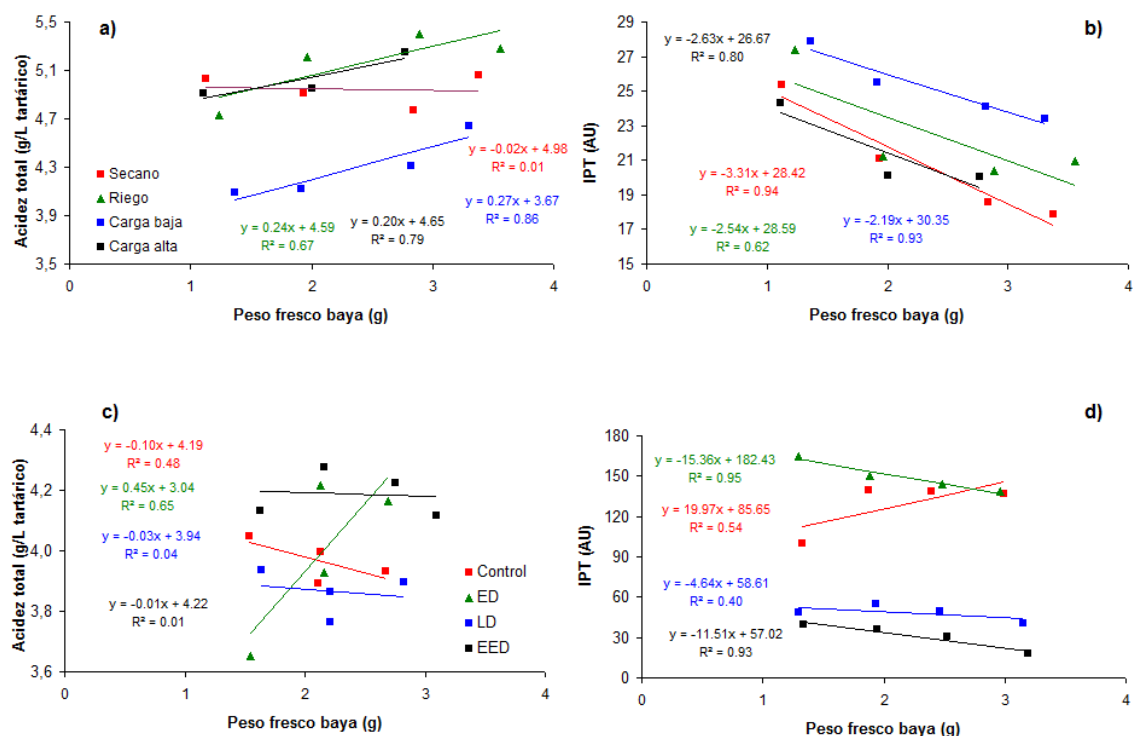 a)
Acidez total (g/L tartárico)
5,5
5,1
4,7
4,3
3,9
3,5
0
1
2
3
4
Peso fresco baya (g)
Secano
Riego
Carga baja
Carga alta
y = -0.02x + 4.98
R² = 0.01
y = 0.27x + 3.67
R² = 0.86
y = 0.24x + 4.59
R² = 0.67
y = 0.20x + 4.65
R² = 0.79
b)
IPT (AU)
29
27
25
23
21
19
17
15
0
1
2
3
4
Peso fresco baya (g)
y = -2.63x + 26.67
R² = 0.80
y = -3.31x + 28.42
R² = 0.94
y = -2.54x + 28.59
R² = 0.62
y = -2.19x + 30.35
R² = 0.93
c)
Acidez total (g/L tartárico)
4,4
4,2
4,0
3,8
3,6
0
1
2
3
4
Peso fresco baya (g)
y = -0.10x + 4.19
R² = 0.48
y = 0.45x + 3.04
R² = 0.65
y = -0.03x + 3.94
R² = 0.04
y = -0.01x + 4.22
R² = 0.01
Control
ED
LD
EED
d)
IPT (AU)
180
150
120
90
60
30
0
0
1
2
3
4
Peso fresco baya (g)
y = -15.36x + 182.43
R² = 0.95
y = 19.97x + 85.65
R² = 0.54
y = -4.64x + 58.61
R² = 0.40
y = -11.51x + 57.02
R² = 0.93